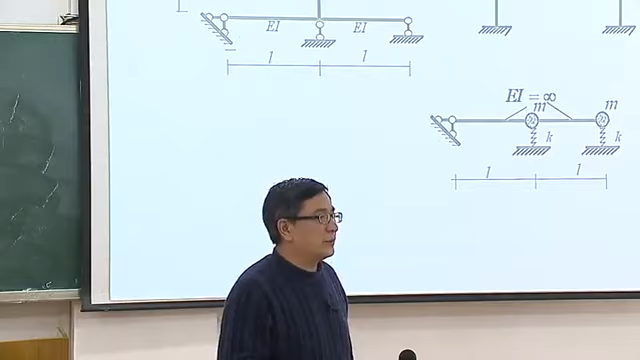 EI EI
l l
EI = ∞
m m
k k
l l